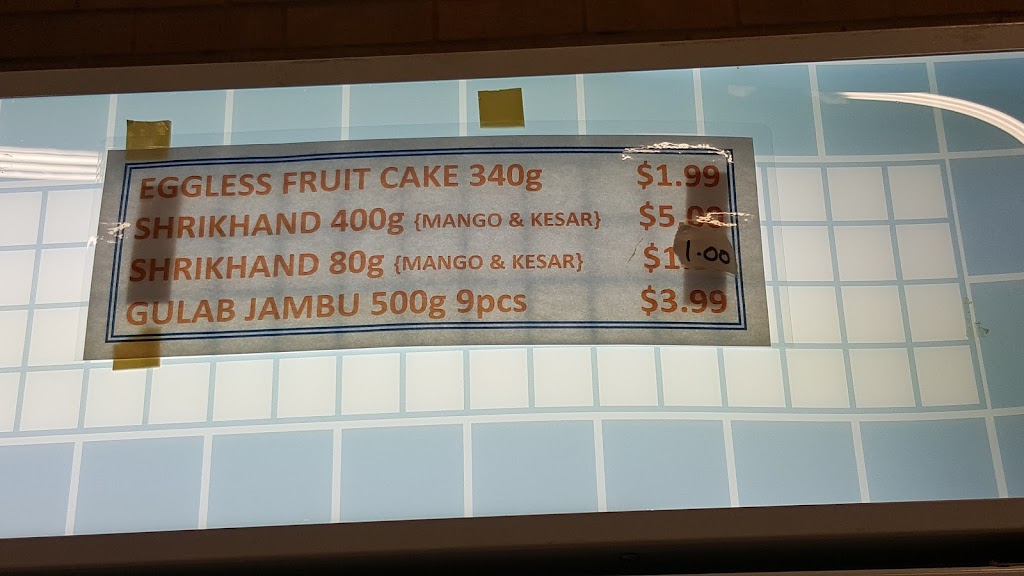 EGGLESS FRUIT CAKE 340g $1.99
SHRIKHAND 400g {MANGO & KESAR} $5.00
SHRIKHAND 80g {MANGO & KESAR} $1. 1.00
GULAB JAMBU 500g 9pcs $3.99